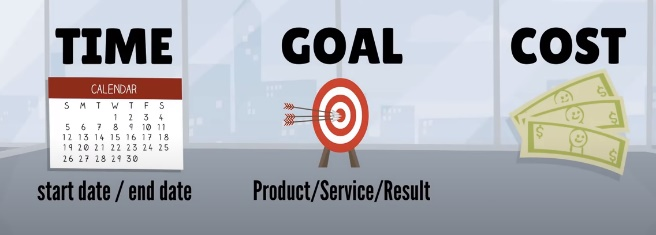 TIME
GOAL
COST
CALENDAR
S M T W T F S
1 2 3 4
5 6 7 8 9 10 11
12 13 14 15 16 17 18
19 20 21 22 23 24 25
26 27 28 29 30
$ $
$
start date / end date
Product/Service/Result